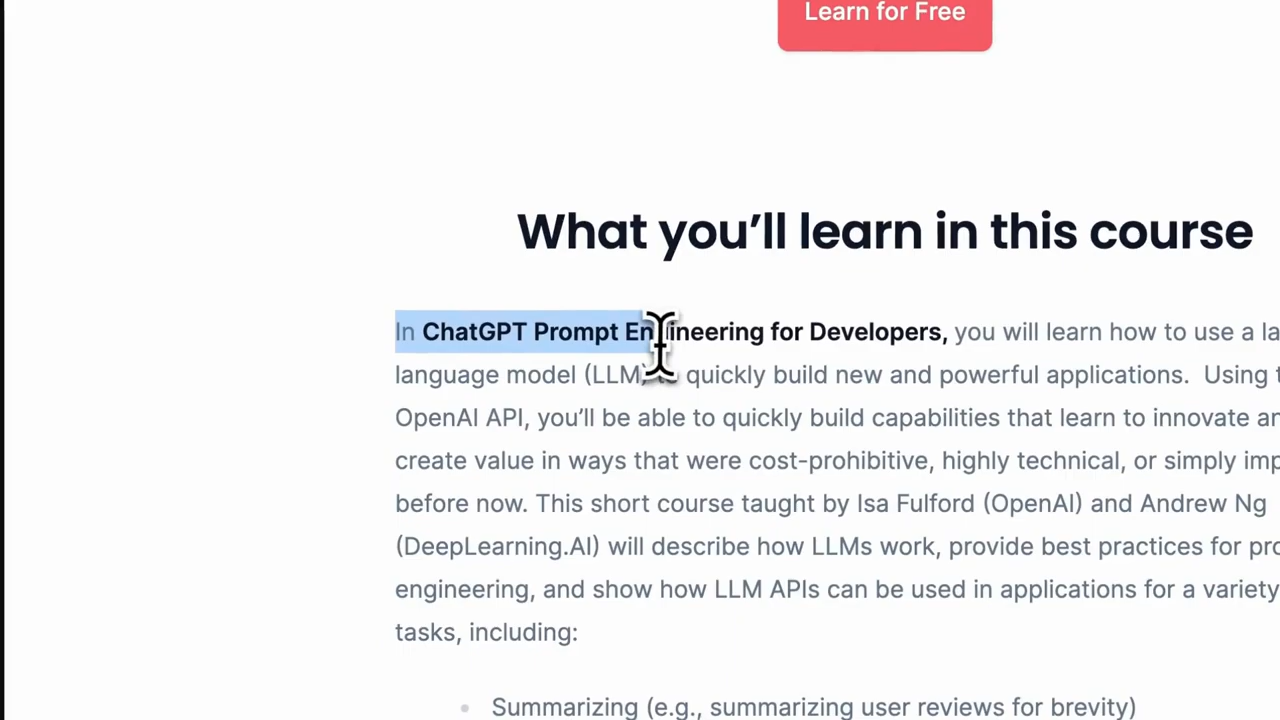 Learn for Free
What you’ll learn in this course
In ChatGPT Prompt Engineering for Developers, you will learn how to use a la
language model (LLM) to quickly build new and powerful applications. Using t
OpenAI API, you’ll be able to quickly build capabilities that learn to innovate an
create value in ways that were cost-prohibitive, highly technical, or simply imp
before now. This short course taught by Isa Fulford (OpenAI) and Andrew Ng
(DeepLearning.AI) will describe how LLMs work, provide best practices for pro
engineering, and show how LLM APIs can be used in applications for a variety
tasks, including:
Summarizing (e.g., summarizing user reviews for brevity)